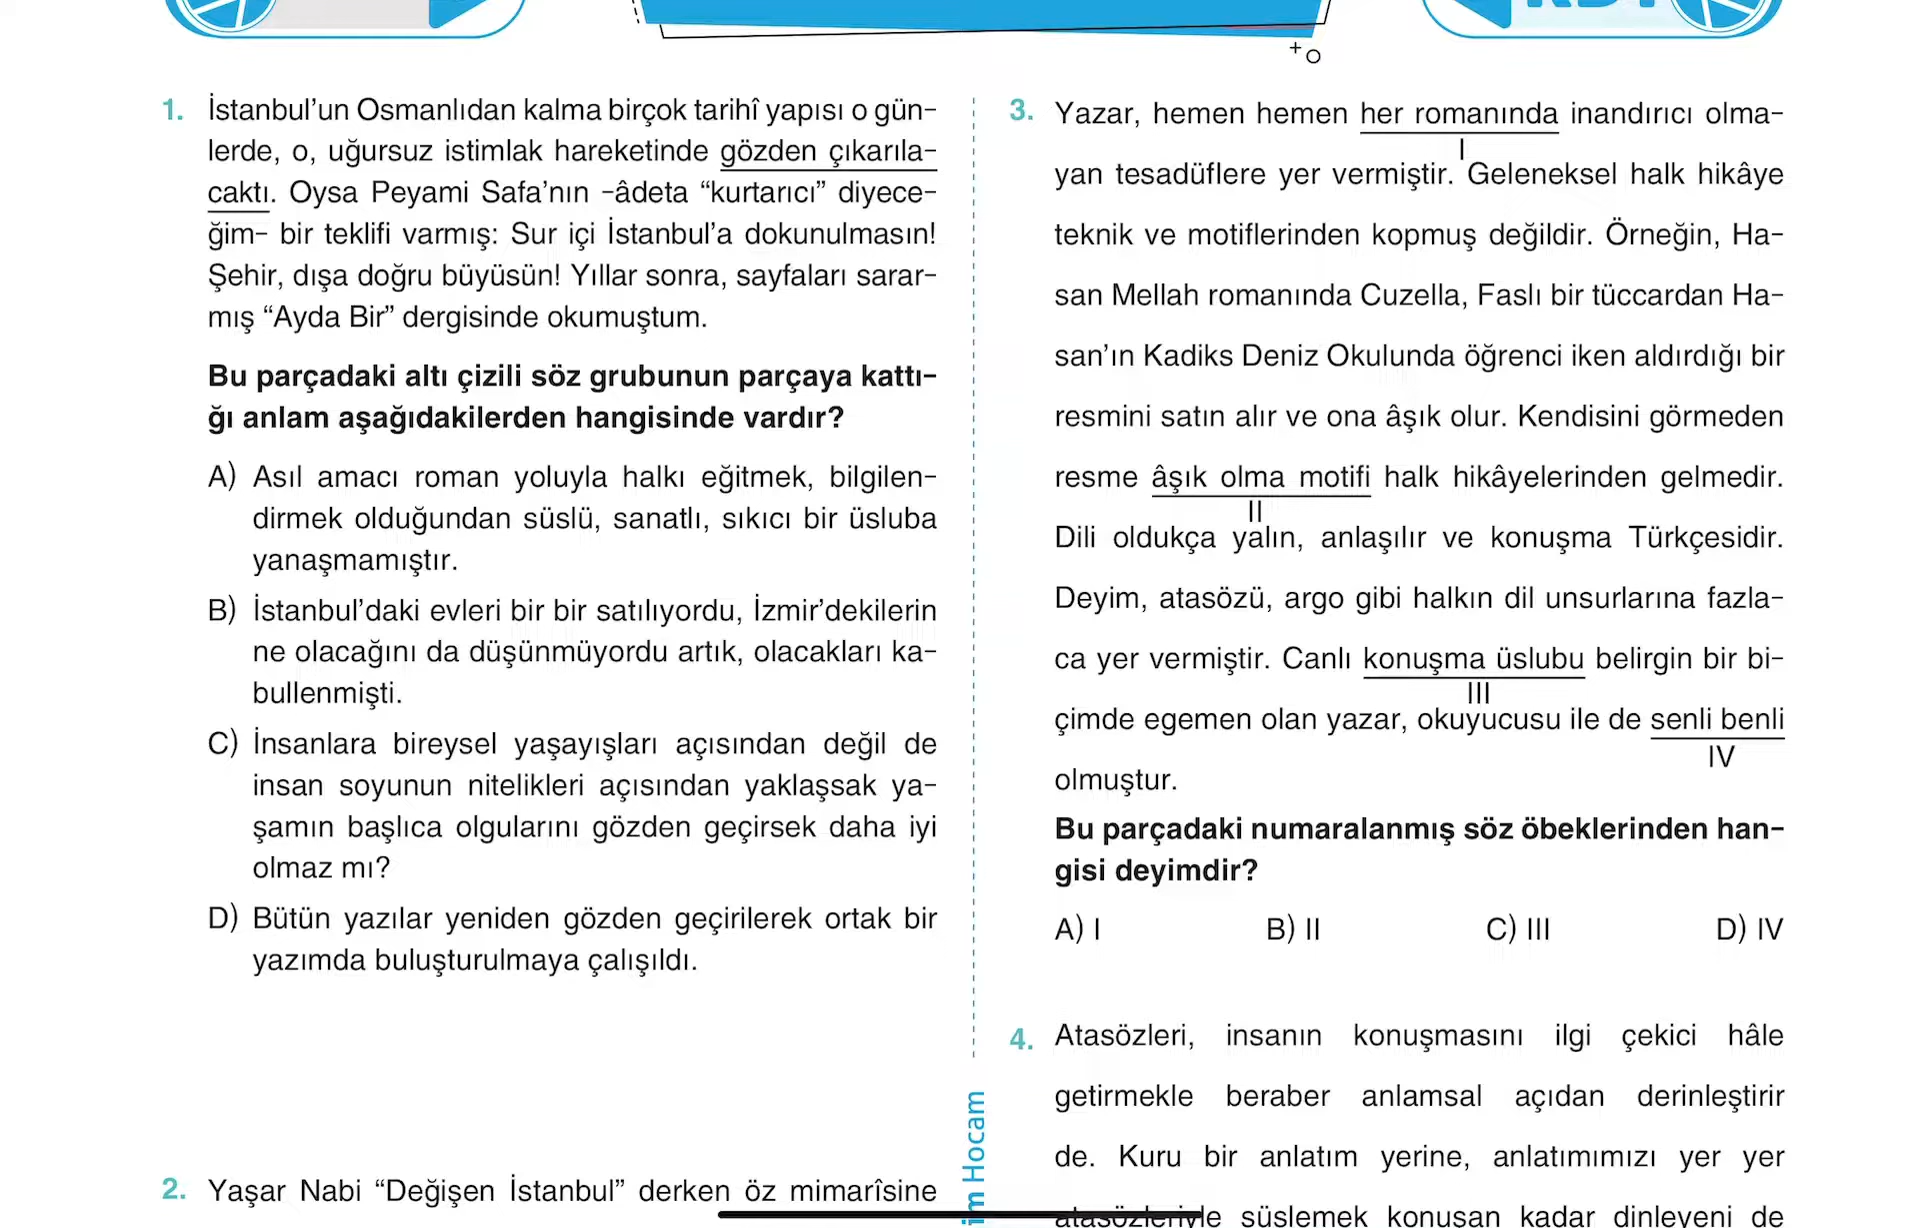 1. İstanbul’un Osmanlıdan kalma birçok tarihî yapısı o gün-
lerde, o, uğursuz istimlak hareketinde gözden çıkarıla-
caktı. Oysa Peyami Safa’nın -âdeta “kurtarıcı” diyece-
ğim- bir teklifi varmış: Sur içi İstanbul’a dokunulmasın!
Şehir, dışa doğru büyüsün! Yıllar sonra, sayfaları sarar-
mış “Ayda Bir” dergisinde okumuştum.
Bu parçadaki altı çizili söz grubunun parçaya kattı-
ğı anlam aşağıdakilerden hangisinde vardır?
A) Asıl amacı roman yoluyla halkı eğitmek, bilgilen-
dirmek olduğundan süslü, sanatlı, sıkıcı bir üsluba
yanaşmamıştır.
B) İstanbul’daki evleri bir bir satılıyordu, İzmir’dekilerin
ne olacağını da düşünmüyordu artık, olacakları ka-
bullenmişti.
C) İnsanlara bireysel yaşayışları açısından değil de
insan soyunun nitelikleri açısından yaklaşsak ya-
şamın başlıca olgularını gözden geçirsek daha iyi
olmaz mı?
D) Bütün yazılar yeniden gözden geçirilerek ortak bir
yazımda buluşturulmaya çalışıldı.
2. Yaşar Nabi “Değişen İstanbul” derken öz mimarîsine
im Hocam
3. Yazar, hemen hemen her romanında inandırıcı olma-
I
yan tesadüflere yer vermiştir. Geleneksel halk hikâye
teknik ve motiflerinden kopmuş değildir. Örneğin, Ha-
san Mellah romanında Cuzella, Faslı bir tüccardan Ha-
san’ın Kadiks Deniz Okulunda öğrenci iken aldırdığı bir
resmini satın alır ve ona âşık olur. Kendisini görmeden
resme âşık olma motifi halk hikâyelerinden gelmedir.
II
Dili oldukça yalın, anlaşılır ve konuşma Türkçesidir.
Deyim, atasözü, argo gibi halkın dil unsurlarına fazla-
ca yer vermiştir. Canlı konuşma üslubu belirgin bir bi-
III
çimde egemen olan yazar, okuyucusu ile de senli benli
IV
olmuştur.
Bu parçadaki numaralanmış söz öbeklerinden han-
gisi deyimdir?
A) I B) II C) III D) IV
4. Atasözleri, insanın konuşmasını ilgi çekici hâle
getirmekle beraber anlamsal açıdan derinleştirir
de. Kuru bir anlatım yerine, anlatımımızı yer yer
atasözleriyle süslemek konuşan kadar dinleyeni de